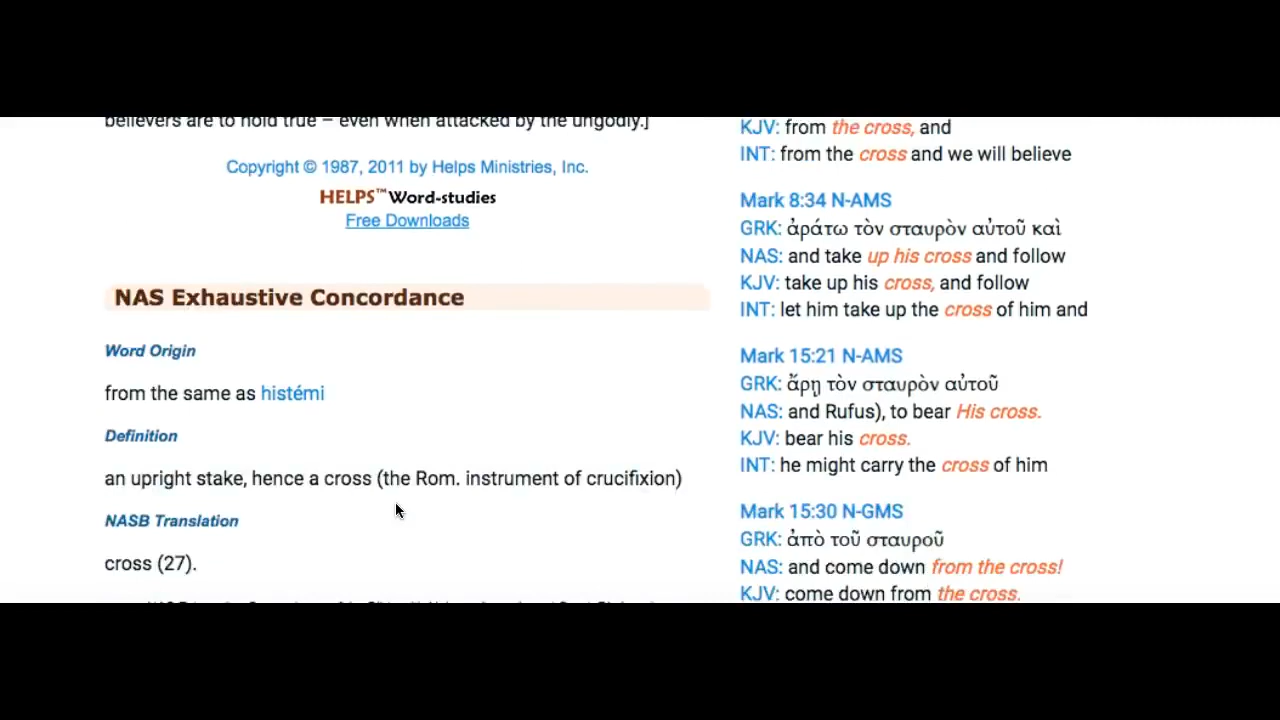 believers are to hold true – even when attacked by the ungodly.]
Copyright © 1987, 2011 by Helps Ministries, Inc.
HELPS™ Word-studies
Free Downloads
NAS Exhaustive Concordance
Word Origin
from the same as histémi
Definition
an upright stake, hence a cross (the Rom. instrument of crucifixion)
NASB Translation
cross (27).
KJV: from the cross, and
INT: from the cross and we will believe
Mark 8:34 N-AMS
GRK: ἀράτω τὸν σταυρὸν αὐτοῦ καὶ
NAS: and take up his cross and follow
KJV: take up his cross, and follow
INT: let him take up the cross of him and
Mark 15:21 N-AMS
GRK: ἄρῃ τὸν σταυρὸν αὐτοῦ
NAS: and Rufus), to bear His cross.
KJV: bear his cross.
INT: he might carry the cross of him
Mark 15:30 N-GMS
GRK: ἀπὸ τοῦ σταυροῦ
NAS: and come down from the cross!
KJV: come down from the cross.